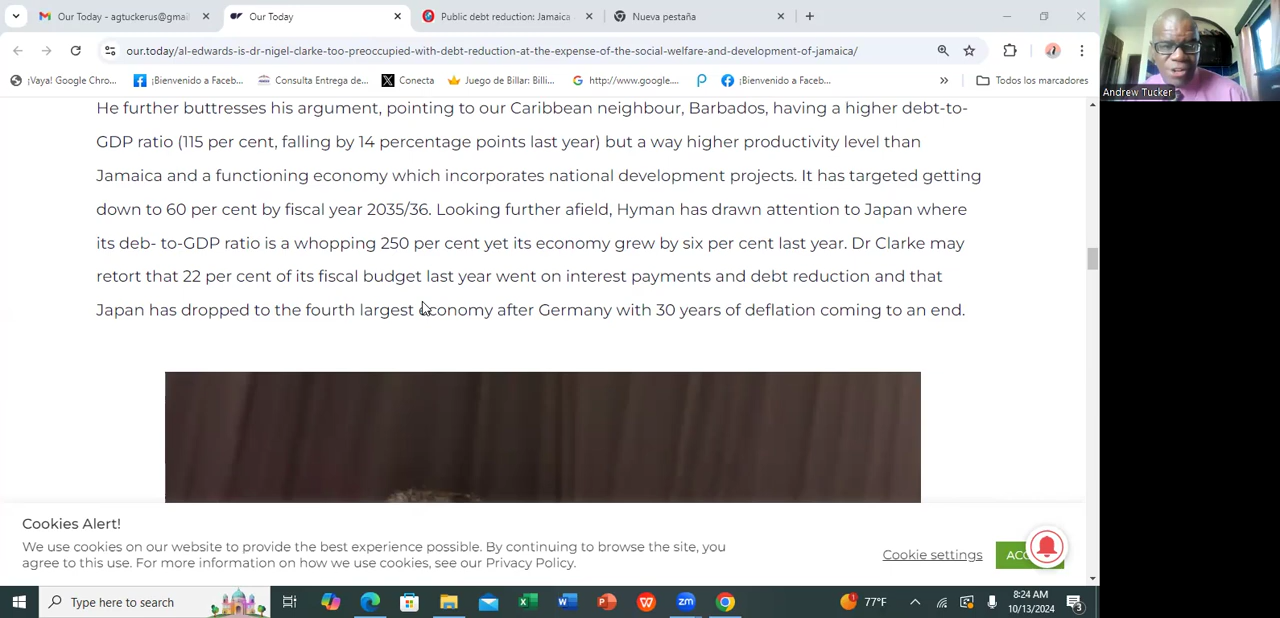 Our Today - agtuckerus@gmai
Our Today
Public debt reduction: Jamaica
Nueva pestaña
our.today/al-edwards-is-dr-nigel-clarke-too-preoccupied-with-debt-reduction-at-the-expense-of-the-social-welfare-and-development-of-jamaica/
¡Vaya! Google Chro...
¡Bienvenido a Faceb...
Consulta Entrega de...
Conecta
Juegos de Billar: Billi...
http://www.google....
¡Bienvenido a Faceb...
Todos los marcadores
Andrew Tucker
He further buttresses his argument, pointing to our Caribbean neighbour, Barbados, having a higher debt-to-
GDP ratio (115 per cent, falling by 14 percentage points last year) but a way higher productivity level than
Jamaica and a functioning economy which incorporates national development projects. It has targeted getting
down to 60 per cent by fiscal year 2035/36. Looking further afield, Hyman has drawn attention to Japan where
its deb- to-GDP ratio is a whopping 250 per cent yet its economy grew by six per cent last year. Dr Clarke may
retort that 22 per cent of its fiscal budget last year went on interest payments and debt reduction and that
Japan has dropped to the fourth largest economy after Germany with 30 years of deflation coming to an end.
Cookies Alert!
We use cookies on our website to provide the best experience possible. By continuing to browse the site, you
agree to this use. For more information on how we use cookies, see our Privacy Policy.
Cookie settings
Type here to search
77°F
8:24 AM
10/13/2024
3